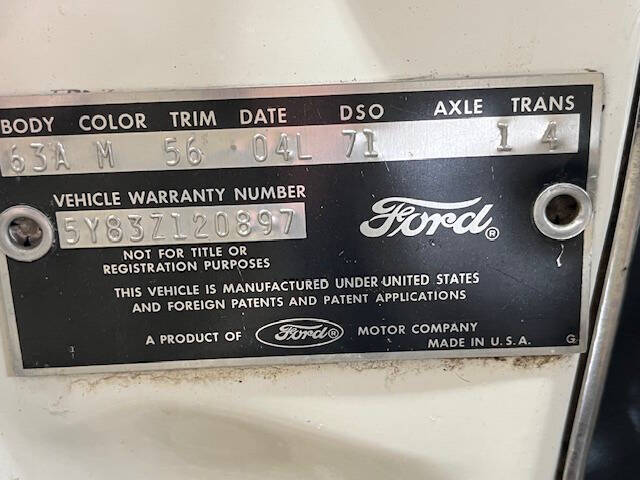 BODY COLOR TRIM DATE DSO AXLE TRANS
63A M 56 04L 71 1 4
VEHICLE WARRANTY NUMBER
5Y83Z120897
Ford®
NOT FOR TITLE OR
REGISTRATION PURPOSES
THIS VEHICLE IS MANUFACTURED UNDER UNITED STATES
AND FOREIGN PATENTS AND PATENT APPLICATIONS
A PRODUCT OF Ford® MOTOR COMPANY
MADE IN U.S.A. G